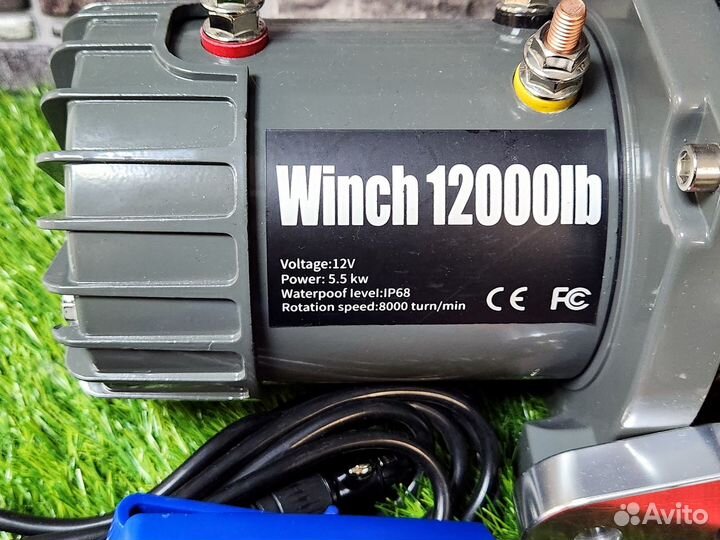 Winch 12000lb
Voltage:12V
Power: 5.5 kw
Waterpoof level:IP68
Rotation speed:8000 turn/min
CE FC
Avito